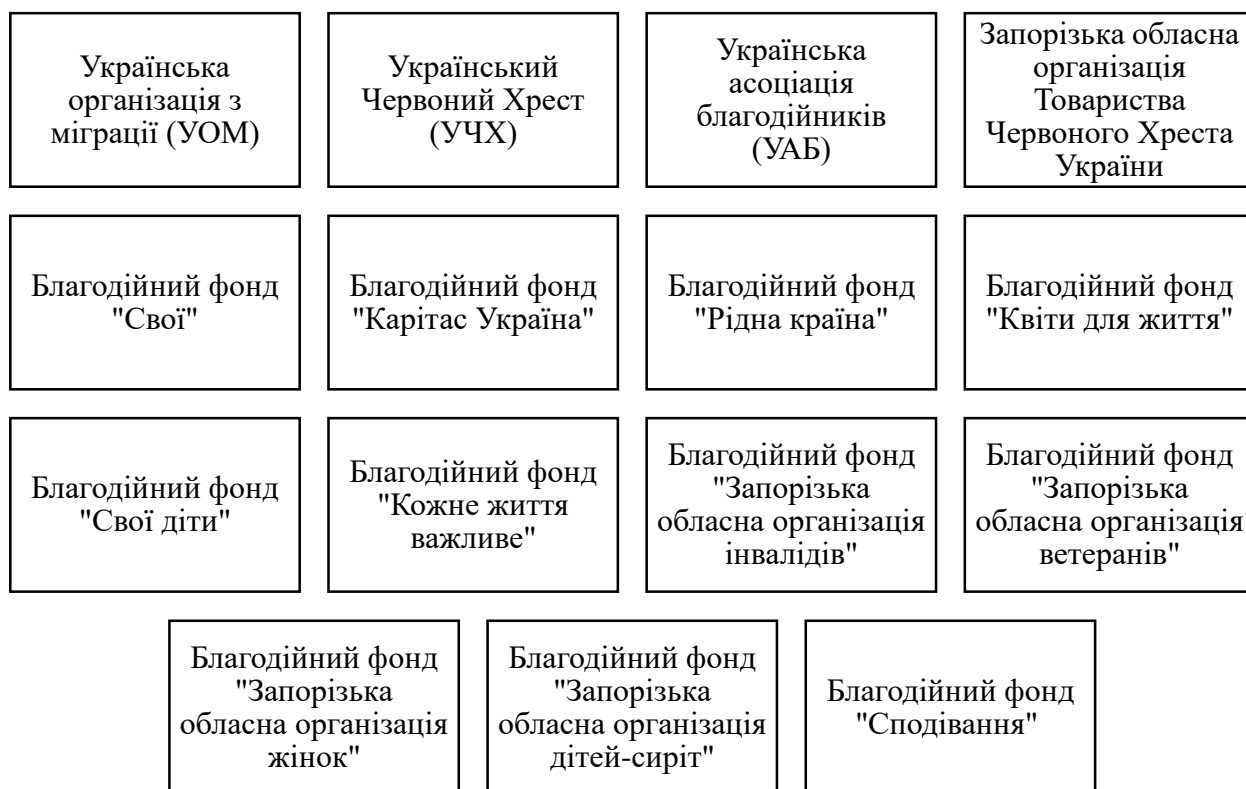 Українська
організація з
міграції (УОМ)
Український
Червоний Хрест
(УЧХ)
Українська
асоціація
благодійників
(УАБ)
Запорізька обласна
організація
Товариства
Червоного Хреста
України
Благодійний фонд
"Свої"
Благодійний фонд
"Карітас Україна"
Благодійний фонд
"Рідна країна"
Благодійний фонд
"Квіти для життя"
Благодійний фонд
"Свої діти"
Благодійний фонд
"Кожне життя
важливе"
Благодійний фонд
"Запорізька
обласна організація
інвалідів"
Благодійний фонд
"Запорізька
обласна організація
ветеранів"
Благодійний фонд
"Запорізька
обласна організація
жінок"
Благодійний фонд
"Запорізька
обласна організація
дітей-сиріт"
Благодійний фонд
"Сподівання"